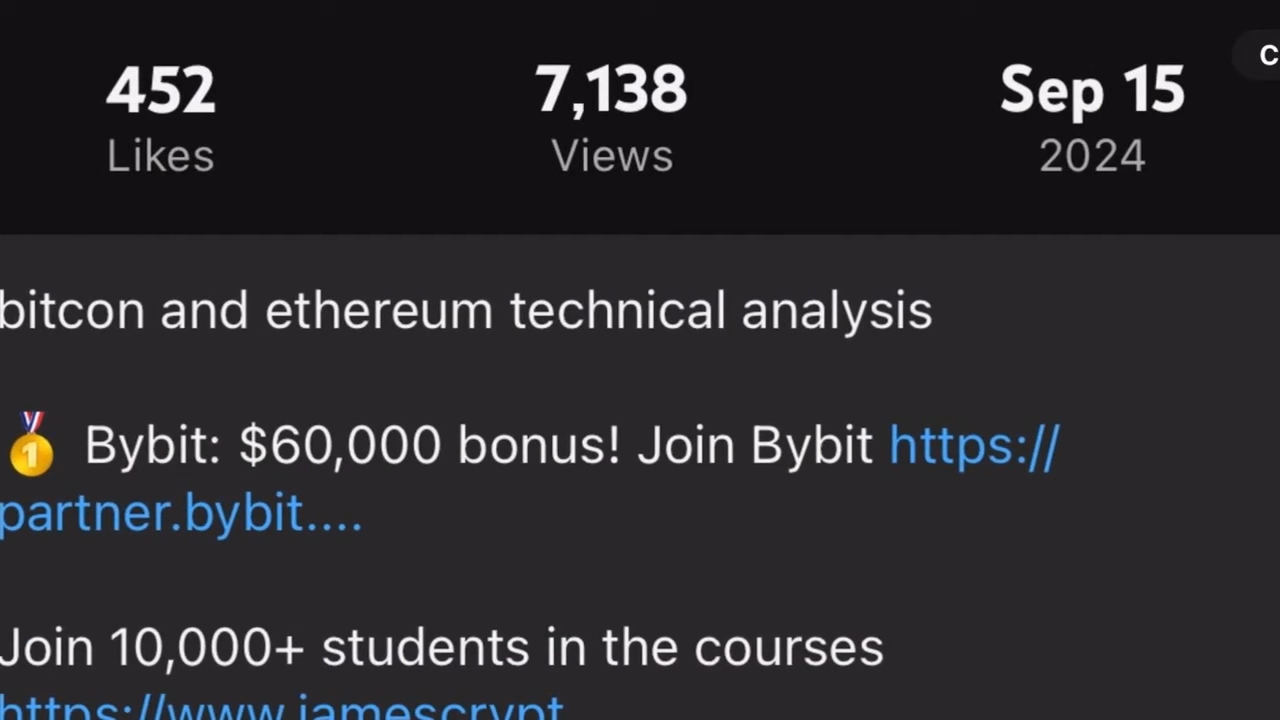 452 7,138 Sep 15
Likes Views 2024
bitcon and ethereum technical analysis
Bybit: $60,000 bonus! Join Bybit https://
partner.bybit....
Join 10,000+ students in the courses
https://www.jamescrypt